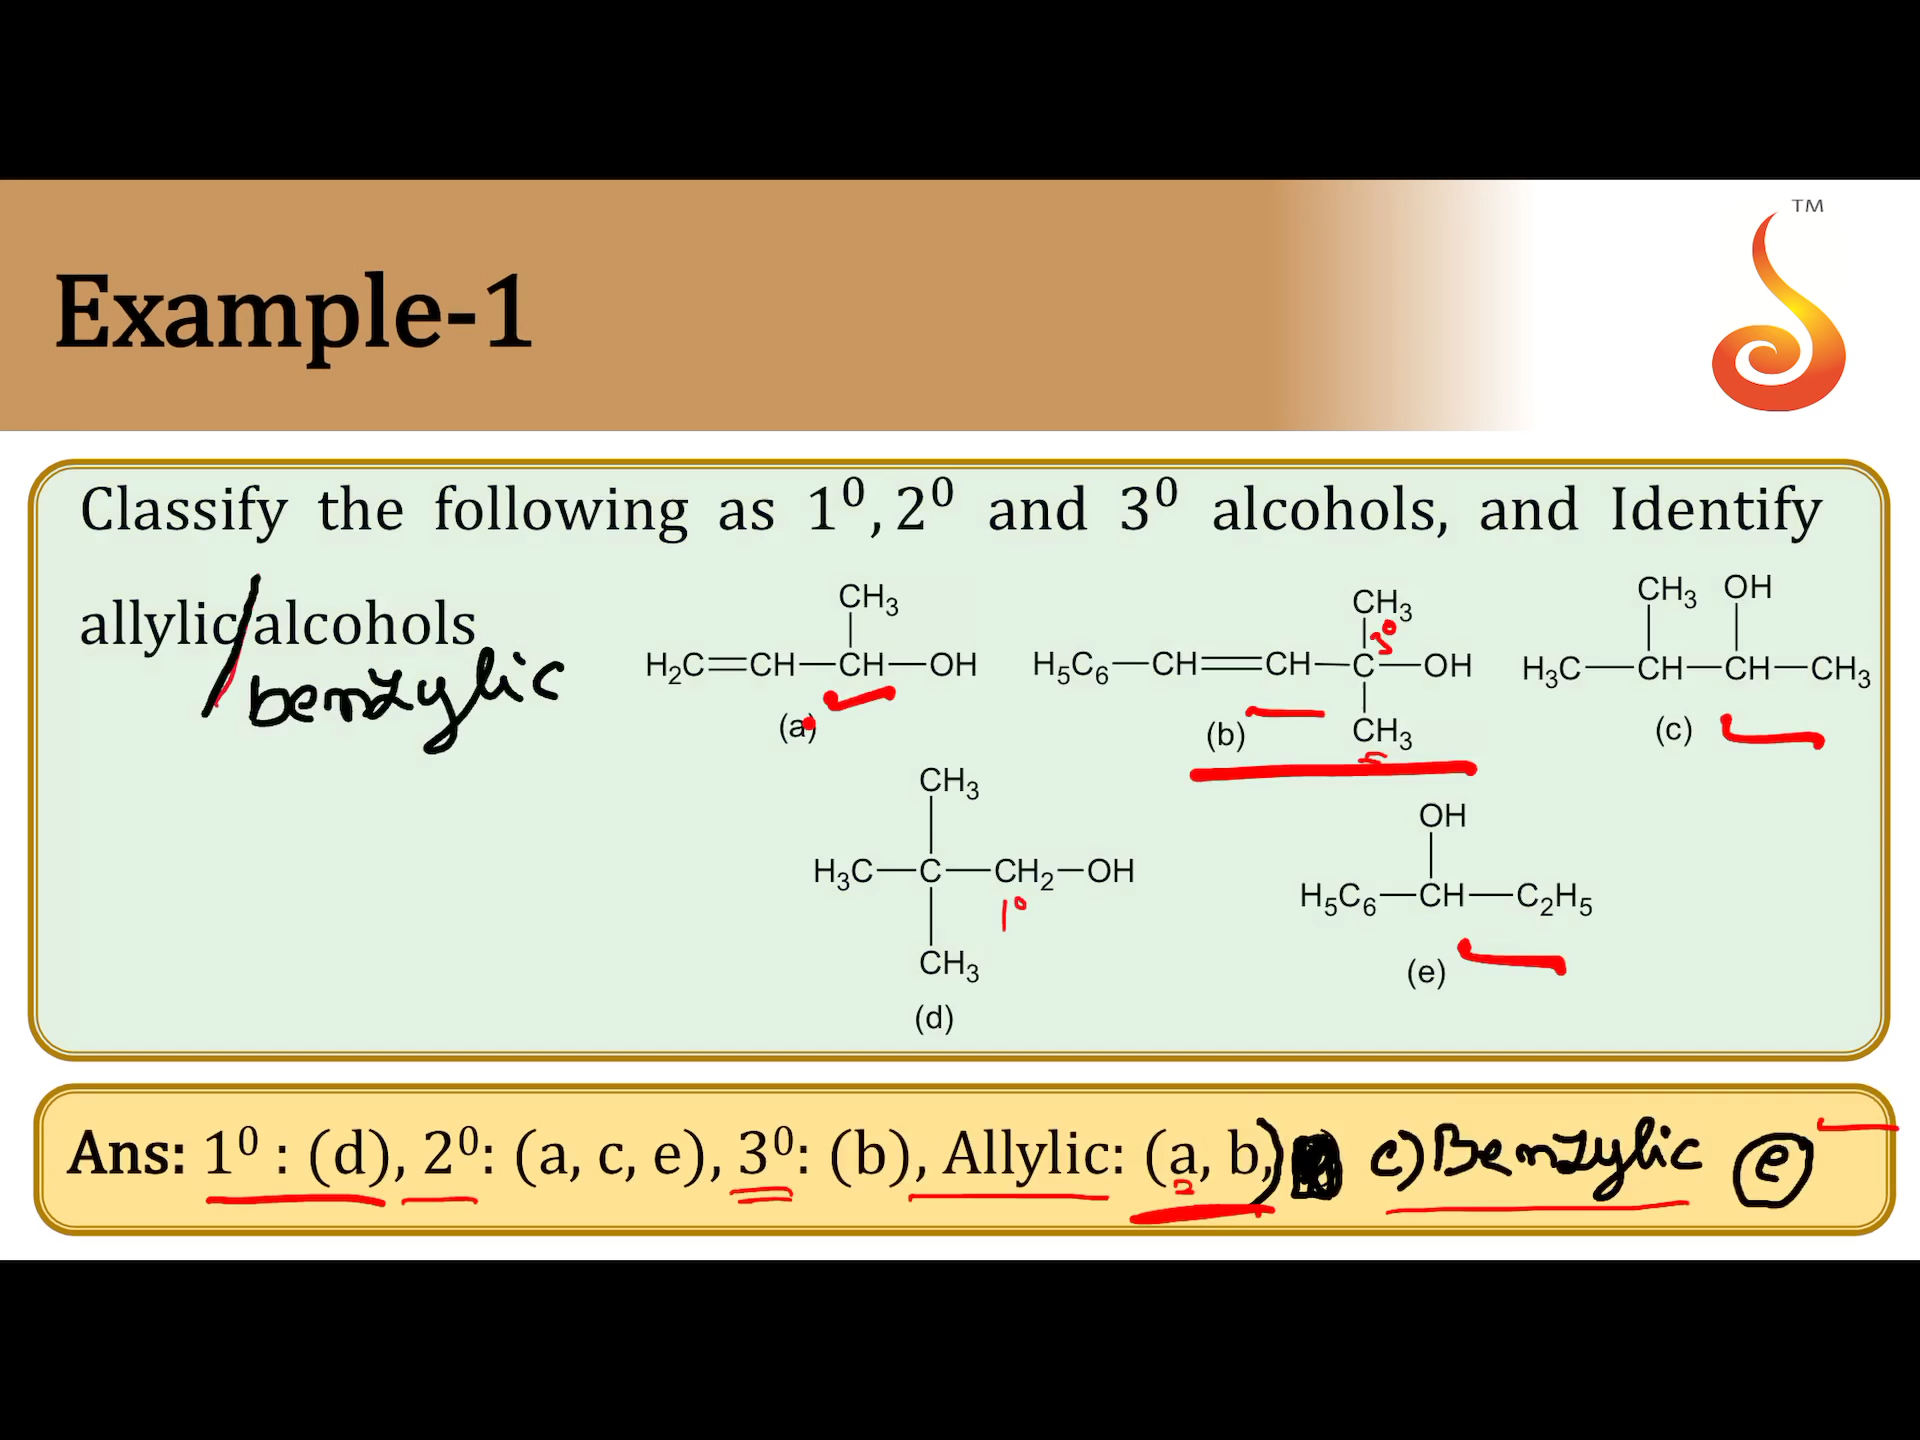 TM
Example-1
Classify the following as 1⁰, 2⁰ and 3⁰ alcohols, and Identify
allylic/alcohols
benzylic
CH₃
H₂C=CH—CH—OH
(a)
CH₃
3⁰
H₅C₆—CH=CH—C—OH
CH₃
(b)
CH₃ OH
H₃C—CH—CH—CH₃
(c)
CH₃
H₃C—C—CH₂—OH
1⁰
CH₃
(d)
OH
H₅C₆—CH—C₂H₅
(e)
Ans: 1⁰ : (d), 2⁰: (a, c, e), 3⁰: (b), Allylic: (a, b,) c) Benzylic e